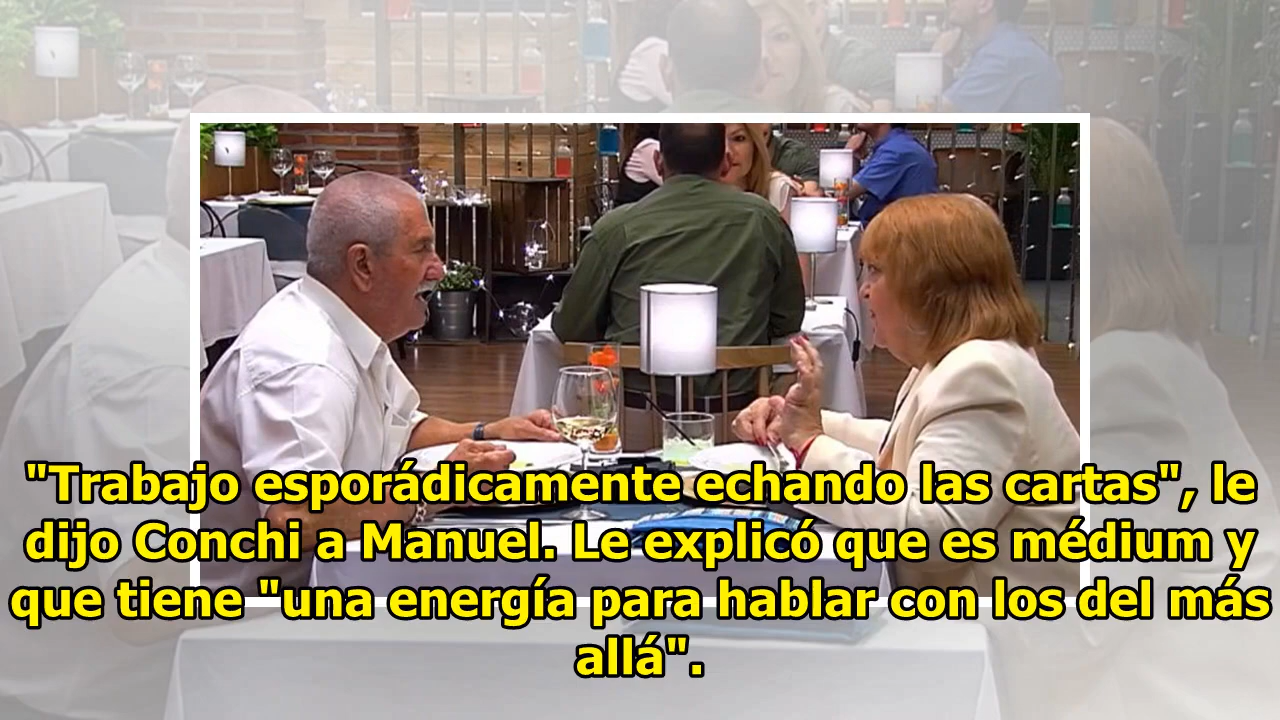 "Trabajo esporádicamente echando las cartas", le
dijo Conchi a Manuel. Le explicó que es médium y
que tiene "una energía para hablar con los del más
allá".